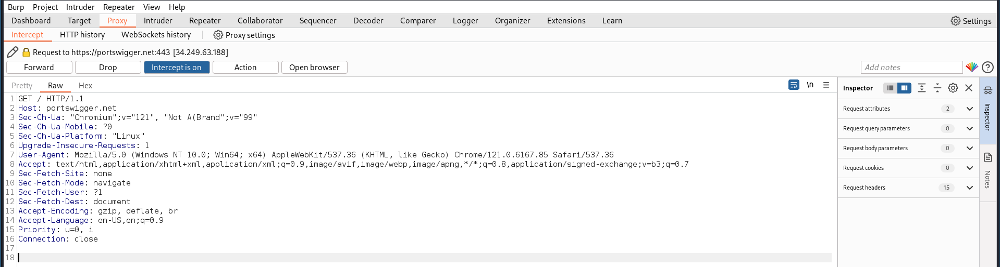 Burp Project Intruder Repeater View Help
Dashboard Target Proxy Intruder Repeater Collaborator Sequencer Decoder Comparer Logger Organizer Extensions Learn Settings
Intercept HTTP history WebSockets history Proxy settings
Request to https://portswigger.net:443 [34.249.63.188]
Forward Drop Intercept is on Action Open browser Add notes
Pretty Raw Hex \n
1 GET / HTTP/1.1
2 Host: portswigger.net
3 Sec-Ch-Ua: "Chromium";v="121", "Not A(Brand";v="99"
4 Sec-Ch-Ua-Mobile: ?0
5 Sec-Ch-Ua-Platform: "Linux"
6 Upgrade-Insecure-Requests: 1
7 User-Agent: Mozilla/5.0 (Windows NT 10.0; Win64; x64) AppleWebKit/537.36 (KHTML, like Gecko) Chrome/121.0.6167.85 Safari/537.36
8 Accept: text/html,application/xhtml+xml,application/xml;q=0.9,image/avif,image/webp,image/apng,*/*;q=0.8,application/signed-exchange;v=b3;q=0.7
9 Sec-Fetch-Site: none
10 Sec-Fetch-Mode: navigate
11 Sec-Fetch-User: ?1
12 Sec-Fetch-Dest: document
13 Accept-Encoding: gzip, deflate, br
14 Accept-Language: en-US,en;q=0.9
15 Priority: u=0, i
16 Connection: close
17
18
Inspector
Request attributes 2
Request query parameters 0
Request body parameters 0
Request cookies 0
Request headers 15
Inspector
Notes